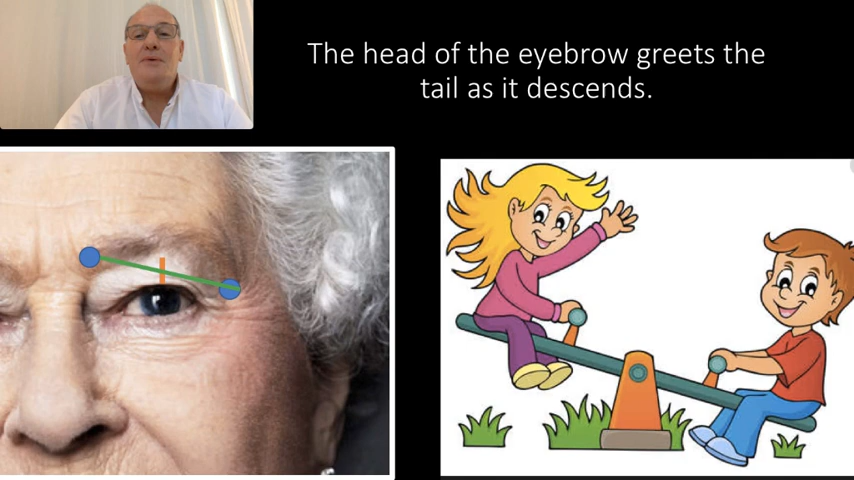 The head of the eyebrow greets the
tail as it descends.